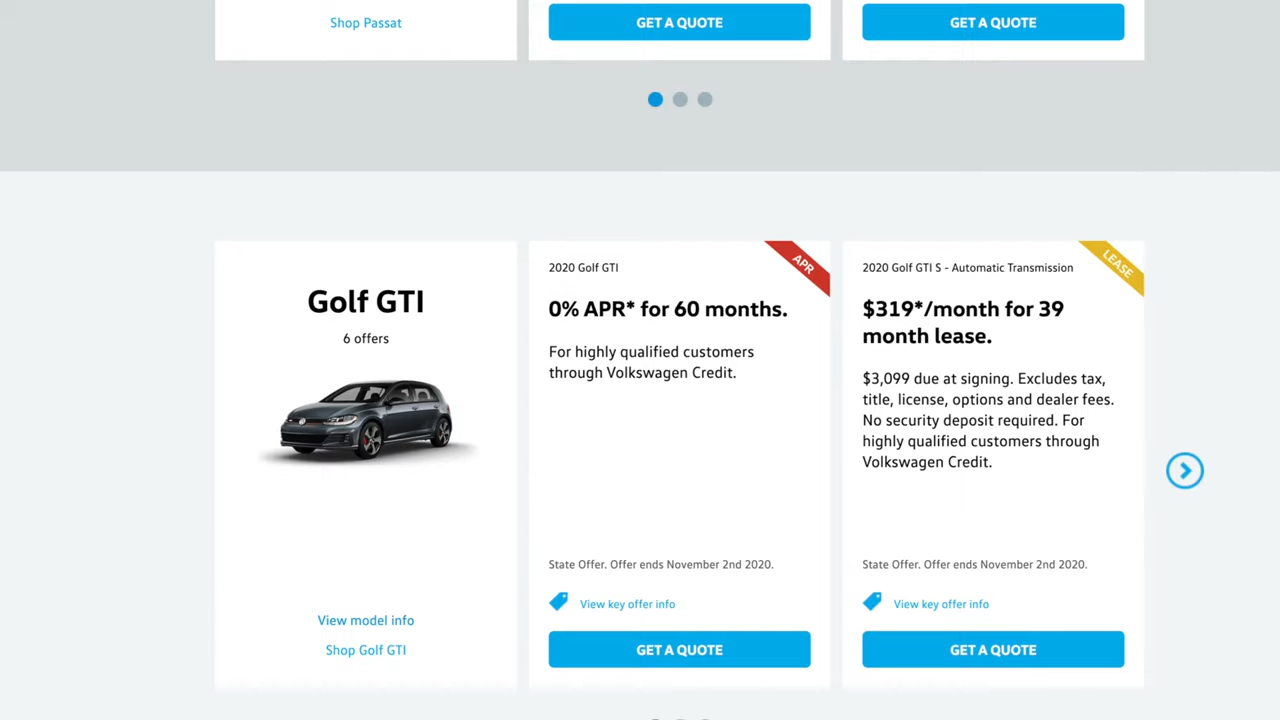 Shop Passat
GET A QUOTE
GET A QUOTE
Golf GTI
6 offers
View model info
Shop Golf GTI
APR
2020 Golf GTI
0% APR* for 60 months.
For highly qualified customers
through Volkswagen Credit.
State Offer. Offer ends November 2nd 2020.
View key offer info
GET A QUOTE
LEASE
2020 Golf GTI S - Automatic Transmission
$319*/month for 39
month lease.
$3,099 due at signing. Excludes tax,
title, license, options and dealer fees.
No security deposit required. For
highly qualified customers through
Volkswagen Credit.
State Offer. Offer ends November 2nd 2020.
View key offer info
GET A QUOTE